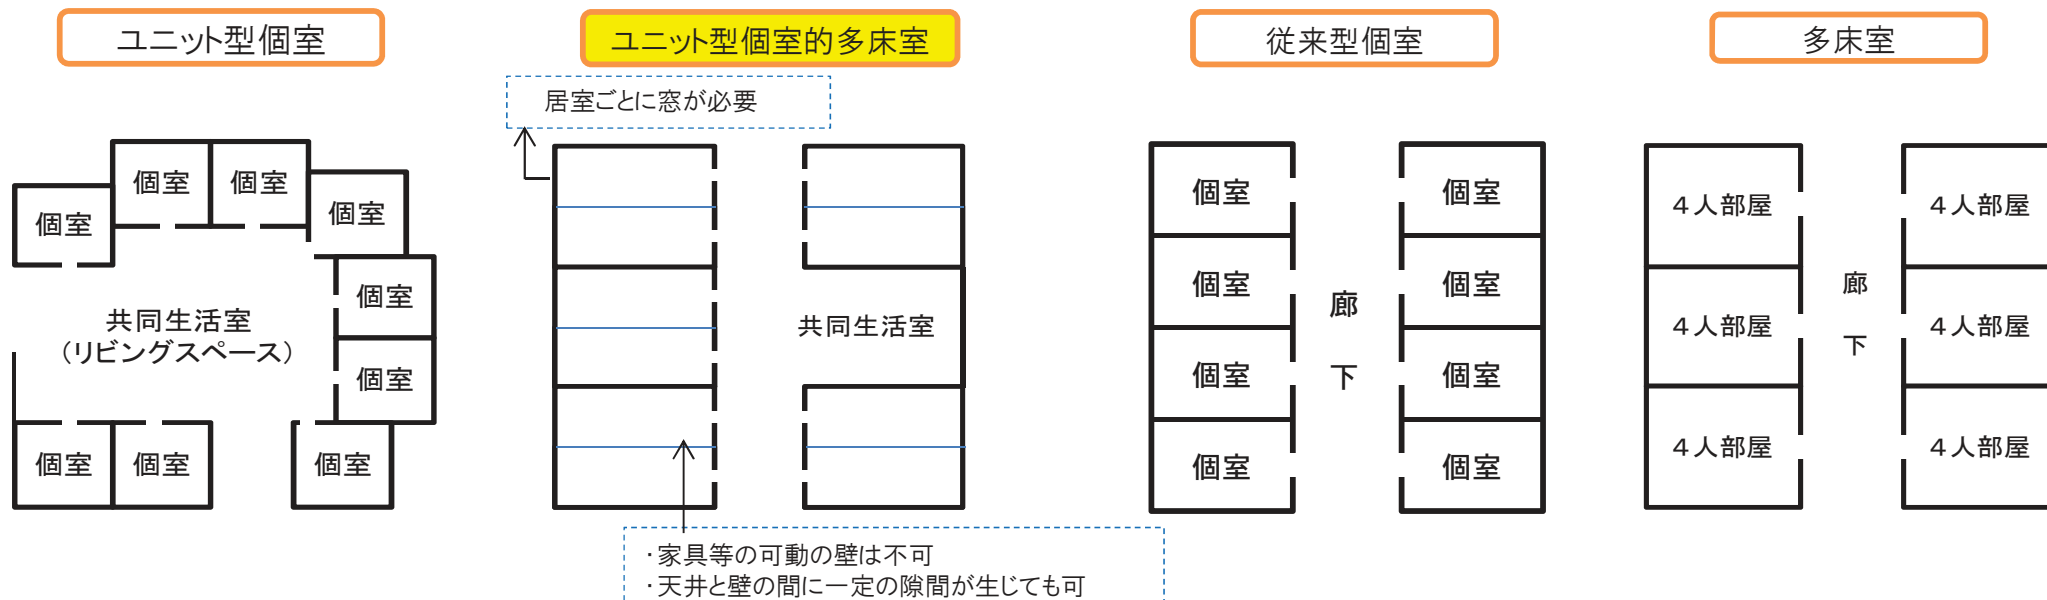 ユニット型個室
ユニット型個室的多床室
従来型個室
多床室
居室ごとに窓が必要
個室
個室
個室
個室
個室
個室
個室
個室
個室
共同生活室
（リビングスペース）
共同生活室
・家具等の可動の壁は不可
・天井と壁の間に一定の隙間が生じても可
個室
個室
個室
個室
個室
個室
個室
個室
廊
下
４人部屋
４人部屋
４人部屋
４人部屋
４人部屋
４人部屋
廊
下